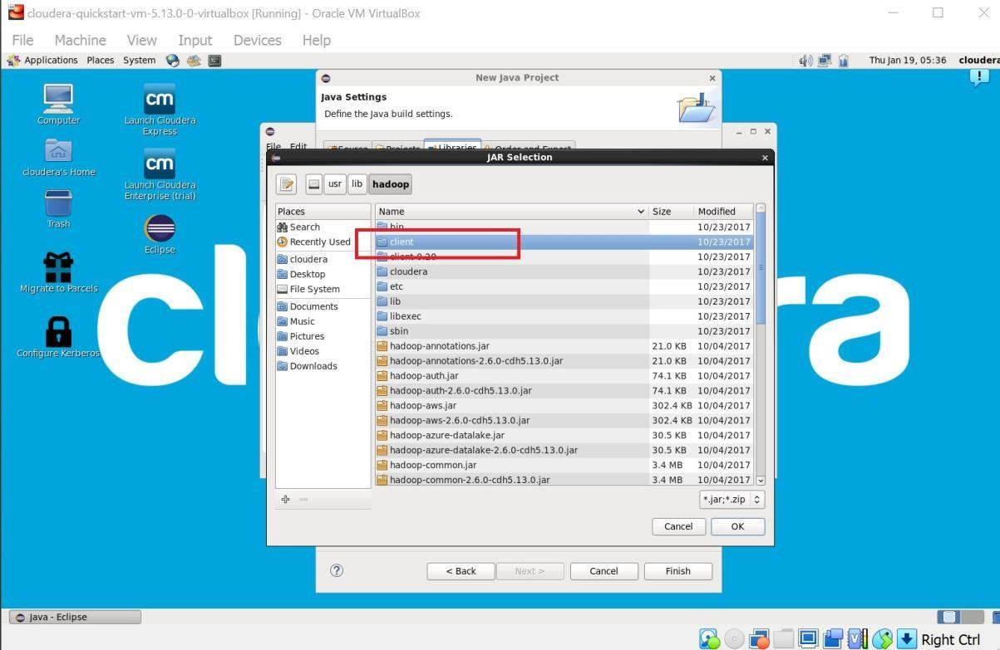 cloudera-quickstart-vm-5.13.0-0-virtualbox [Running] - Oracle VM VirtualBox
File Machine View Input Devices Help
Applications Places System Thu Jan 19, 05:36 cloudera
New Java Project
Java Settings
Define the Java build settings.
File Edit
Source Projects Libraries Order and Export
JAR Selection
usr lib hadoop
Places
Search
Recently Used
cloudera
Desktop
File System
Documents
Music
Pictures
Videos
Downloads
Name Size Modified
bin 10/23/2017
client 10/23/2017
client-0.20 10/23/2017
cloudera 10/23/2017
etc 10/23/2017
lib 10/23/2017
libexec 10/23/2017
sbin 10/23/2017
hadoop-annotations.jar 21.0 KB 10/04/2017
hadoop-annotations-2.6.0-cdh5.13.0.jar 21.0 KB 10/04/2017
hadoop-auth.jar 74.1 KB 10/04/2017
hadoop-auth-2.6.0-cdh5.13.0.jar 74.1 KB 10/04/2017
hadoop-aws.jar 302.4 KB 10/04/2017
hadoop-aws-2.6.0-cdh5.13.0.jar 302.4 KB 10/04/2017
hadoop-azure-datalake.jar 30.5 KB 10/04/2017
hadoop-azure-datalake-2.6.0-cdh5.13.0.jar 30.5 KB 10/04/2017
hadoop-common.jar 3.4 MB 10/04/2017
hadoop-common-2.6.0-cdh5.13.0.jar 3.4 MB 10/04/2017
*.jar;*.zip
Cancel OK
< Back Next > Cancel Finish
Computer
cloudera's Home
Trash
Migrate to Parcels
Configure Kerberos
cm
Launch Cloudera
Express
cm
Launch Cloudera
Enterprise (trial)
Eclipse
cl ra
Java - Eclipse
Right Ctrl